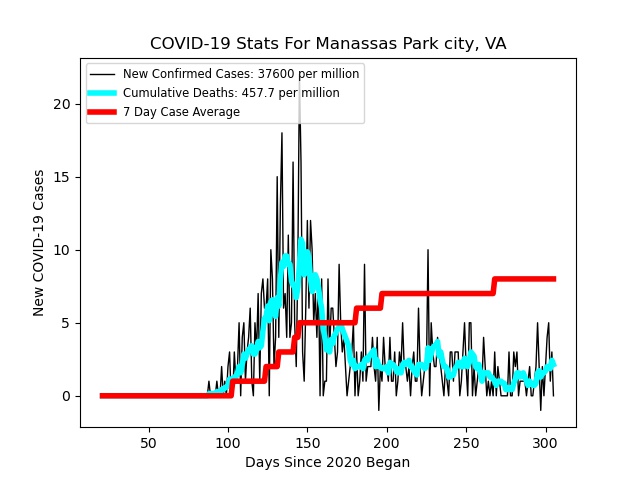 COVID-19 Stats For Manassas Park city, VA
New Confirmed Cases: 37600 per million
Cumulative Deaths: 457.7 per million
7 Day Case Average
New COVID-19 Cases
20
15
10
5
0
50 100 150 200 250 300
Days Since 2020 Began